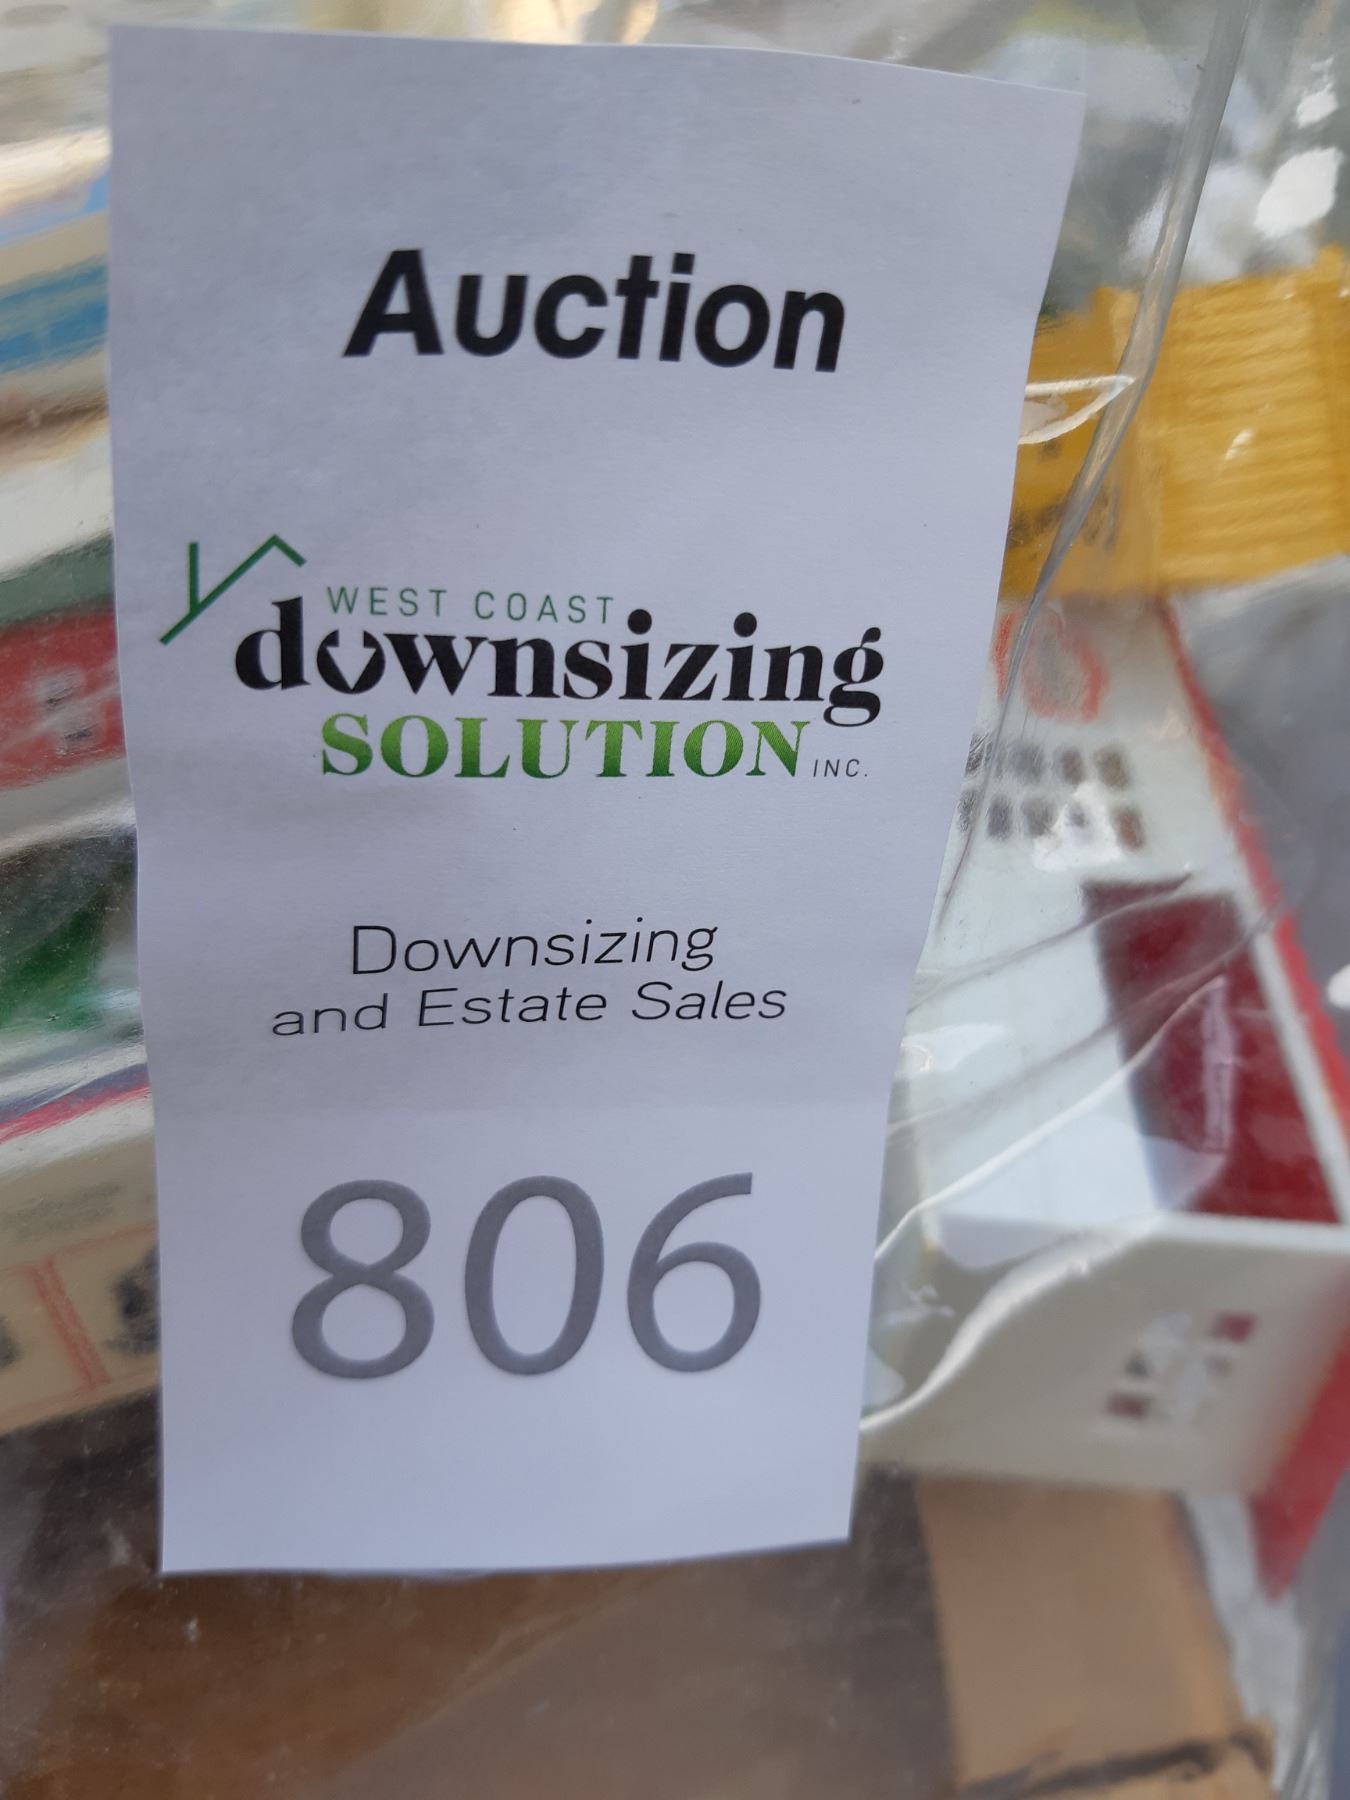 Auction
WEST COAST
downsizing
SOLUTION INC.
Downsizing
and Estate Sales
806